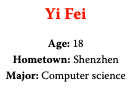 Yi Fei
Age: 18
Hometown: Shenzhen
Major: Computer science